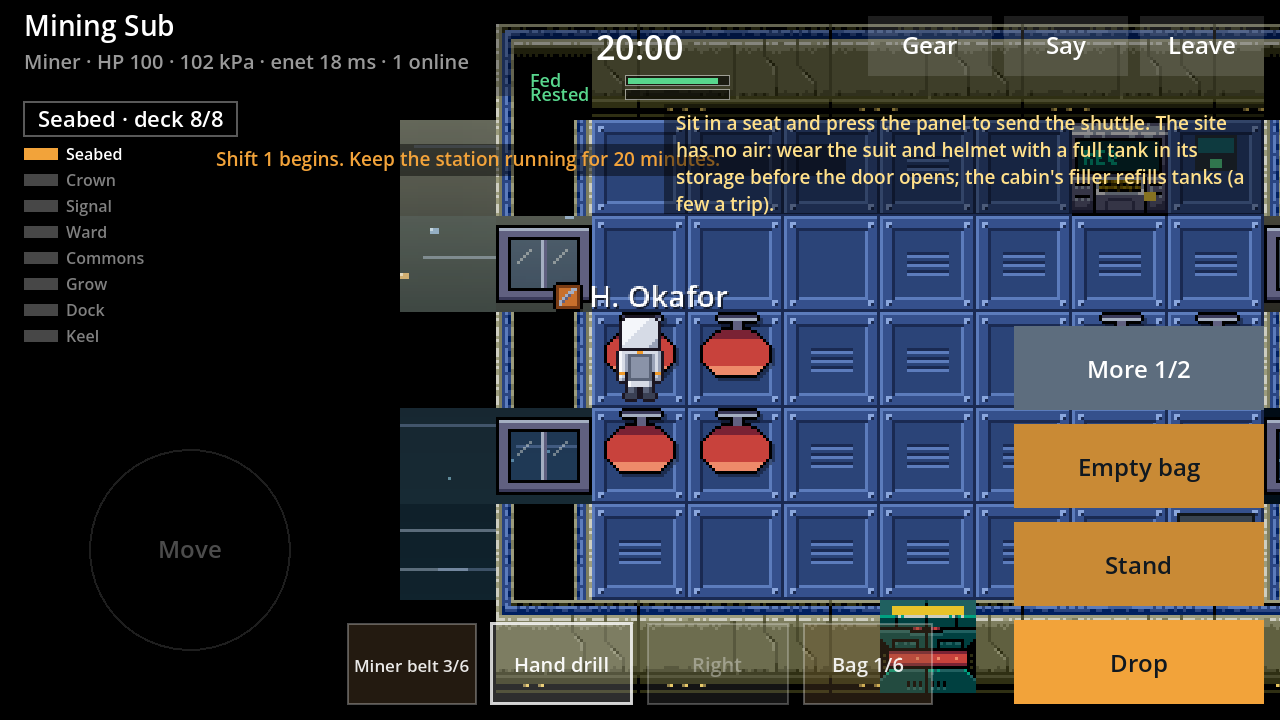 Mining Sub
Miner · HP 100 · 102 kPa · enet 18 ms · 1 online
20:00
Gear
Say
Leave
Fed
Rested
Seabed · deck 8/8
Seabed
Crown
Signal
Ward
Commons
Grow
Dock
Keel
Shift 1 begins. Keep the station running for 20 minutes.
Sit in a seat and press the panel to send the shuttle. The site
has no air: wear the suit and helmet with a full tank in its
storage before the door opens; the cabin's filler refills tanks (a
few a trip).
H. Okafor
More 1/2
Empty bag
Stand
Drop
Move
Miner belt 3/6
Hand drill
Right
Bag 1/6